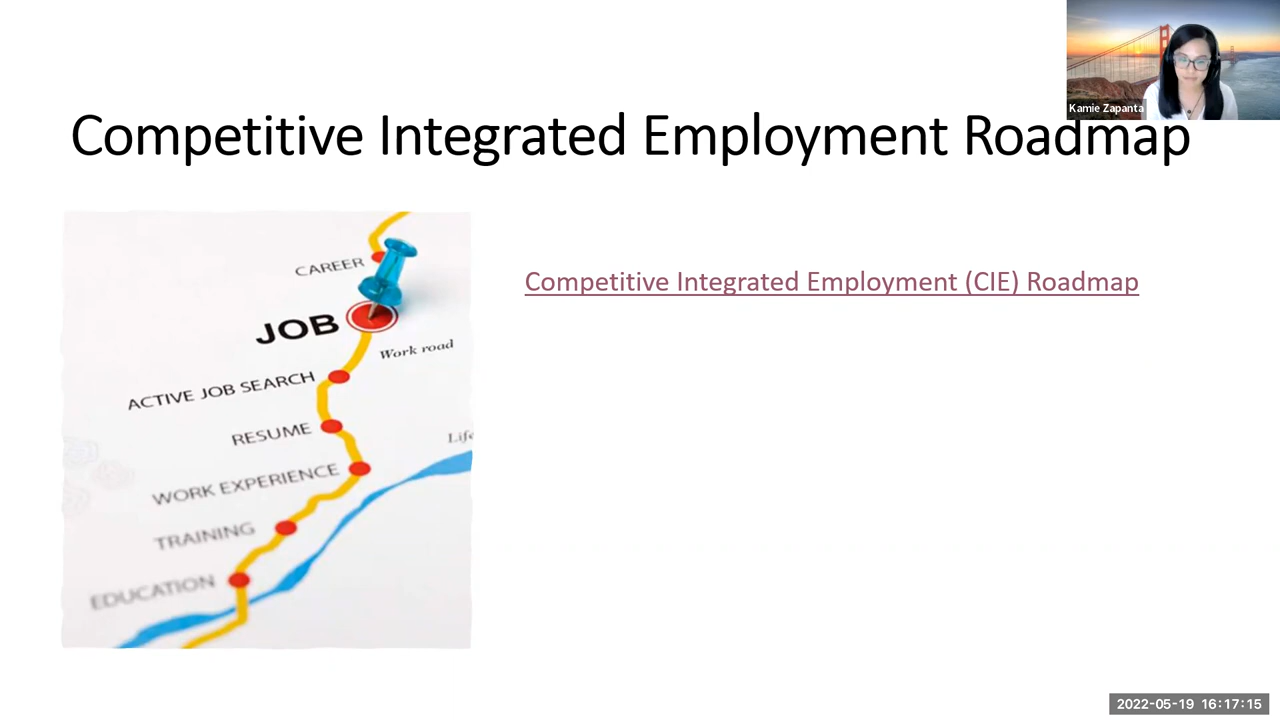 Kamie Zapanta
Competitive Integrated Employment Roadmap
CAREER
Competitive Integrated Employment (CIE) Roadmap
JOB
Work road
ACTIVE JOB SEARCH
RESUME
Life
WORK EXPERIENCE
TRAINING
EDUCATION
2022-05-19 16:17:15